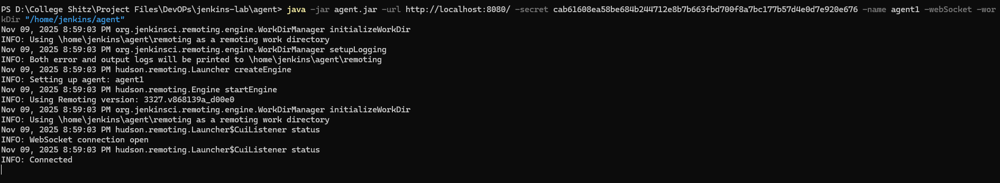 PS D:\College Shitz\Project Files\DevOPs\jenkins-lab\agent> java -jar agent.jar -url http://localhost:8080/ -secret cab61608ea58be684b244712e8b7b663fbd700f8a7bc177b57d4e0d7e920e676 -name agent1 -webSocket -wor
kDir "/home/jenkins/agent"
Nov 09, 2025 8:59:03 PM org.jenkinsci.remoting.engine.WorkDirManager initializeWorkDir
INFO: Using \home\jenkins\agent\remoting as a remoting work directory
Nov 09, 2025 8:59:03 PM org.jenkinsci.remoting.engine.WorkDirManager setupLogging
INFO: Both error and output logs will be printed to \home\jenkins\agent\remoting
Nov 09, 2025 8:59:03 PM hudson.remoting.Launcher createEngine
INFO: Setting up agent: agent1
Nov 09, 2025 8:59:03 PM hudson.remoting.Engine startEngine
INFO: Using Remoting version: 3327.v868139a_d00e0
Nov 09, 2025 8:59:03 PM org.jenkinsci.remoting.engine.WorkDirManager initializeWorkDir
INFO: Using \home\jenkins\agent\remoting as a remoting work directory
Nov 09, 2025 8:59:03 PM hudson.remoting.Launcher$CuiListener status
INFO: WebSocket connection open
Nov 09, 2025 8:59:03 PM hudson.remoting.Launcher$CuiListener status
INFO: Connected